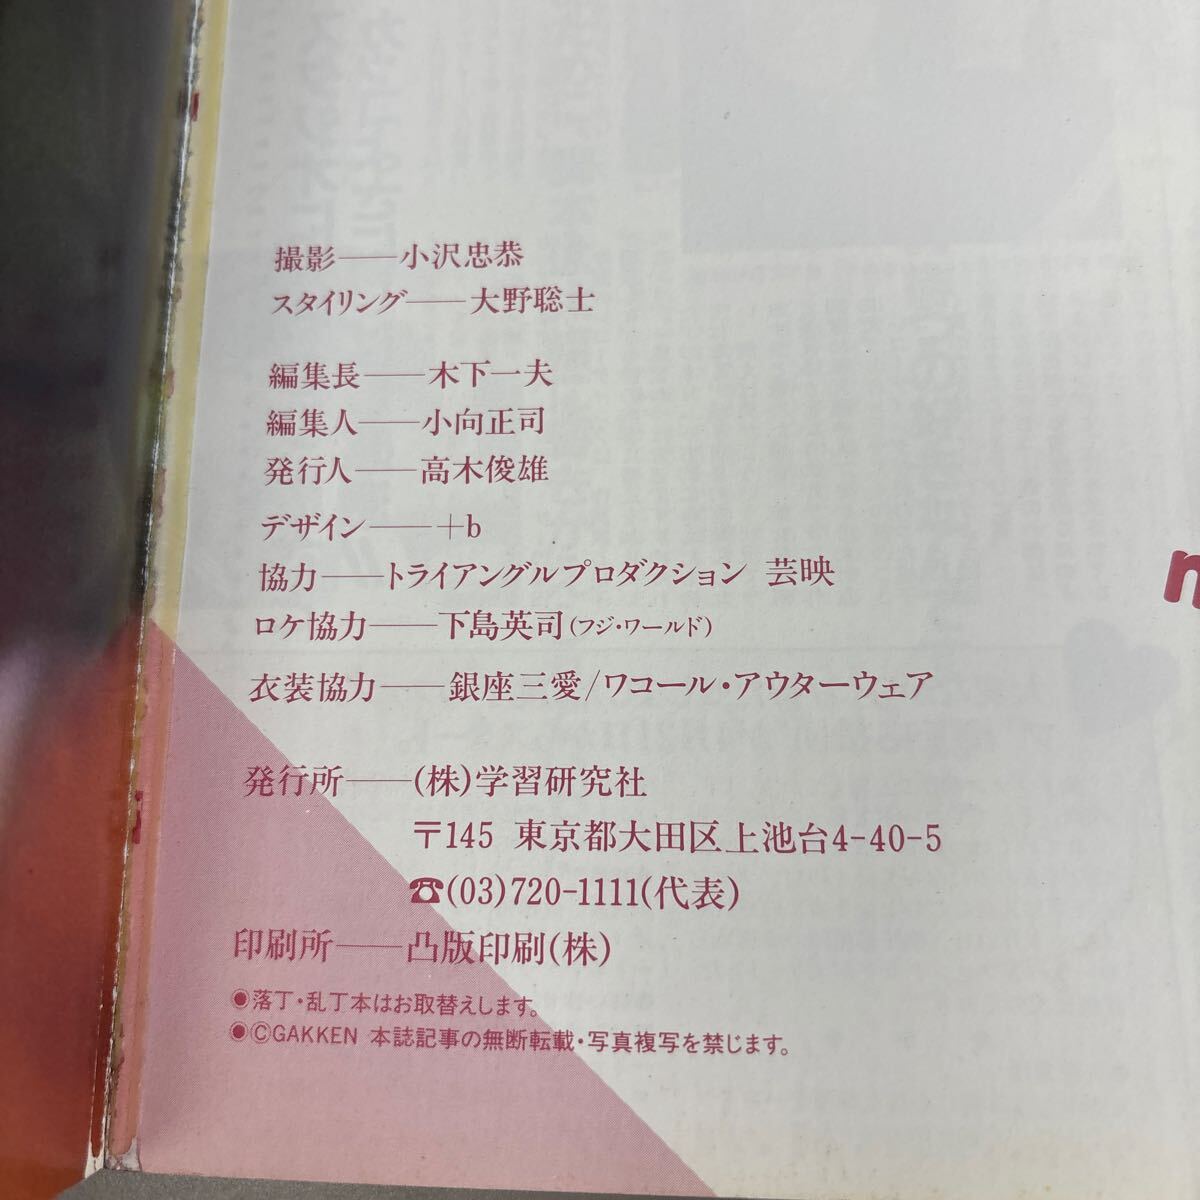 撮影――小沢忠恭
スタイリング――大野聡士
編集長――木下一夫
編集人――小向正司
発行人――高木俊雄
デザイン――+b
協力――トライアングルプロダクション 芸映
ロケ協力――下島英司(フジ・ワールド)
衣装協力――銀座三愛/ワコール・アウターウェア
発行所――(株)学習研究社
〒145 東京都大田区上池台4-40-5
☎(03)720-1111(代表)
印刷所――凸版印刷(株)
◉落丁・乱丁本はお取替えします。
◉©GAKKEN 本誌記事の無断転載・写真複写を禁じます。